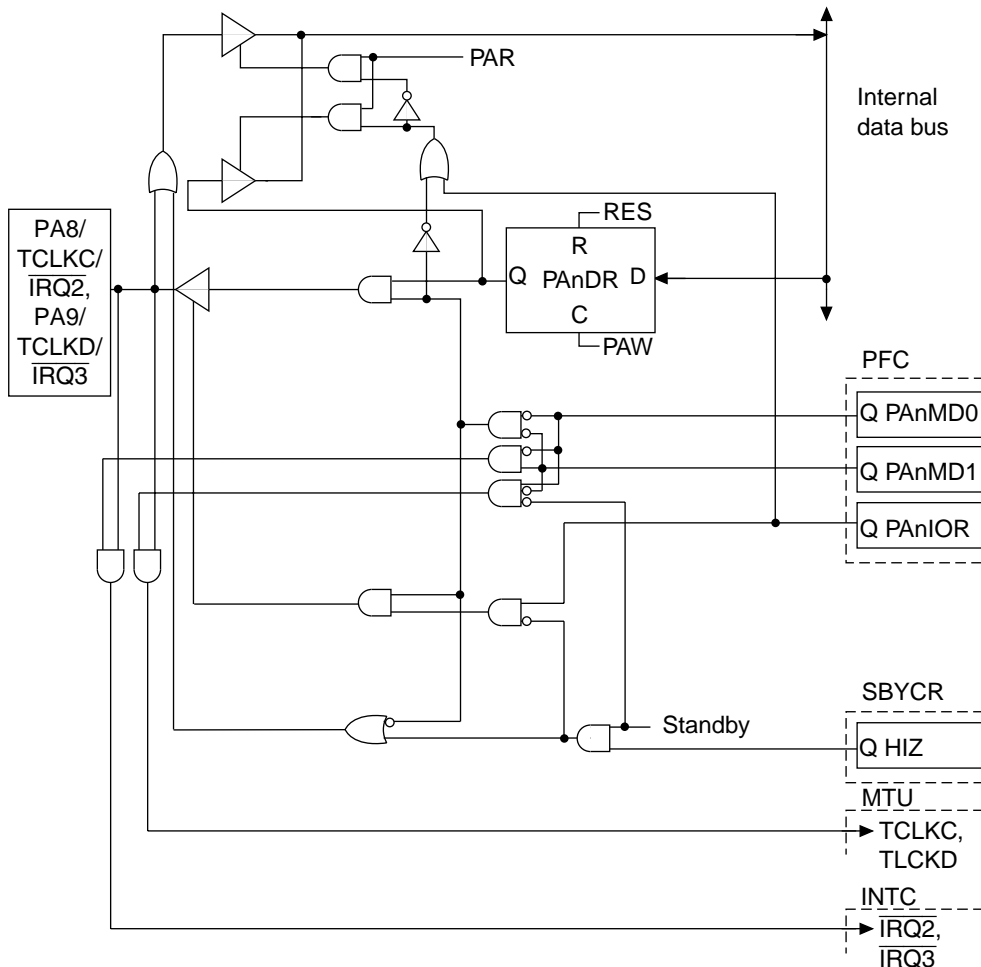 PAR
Internal
data bus
RES
R
Q PAnDR D
C
PAW
PA8/
TCLKC/
IRQ2,
PA9/
TCLKD/
IRQ3
PFC
Q PAnMD0
Q PAnMD1
Q PAnIOR
SBYCR
Standby
Q HIZ
MTU
TCLKC,
TLCKD
INTC
IRQ2,
IRQ3